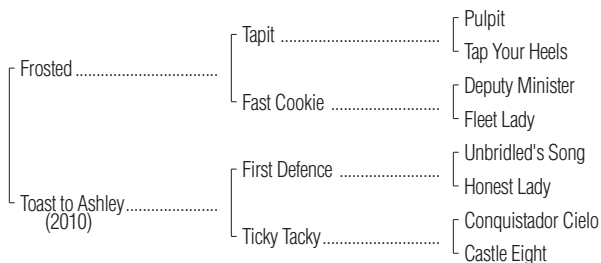 Pulpit
Tapit
Tap Your Heels
Frosted
Deputy Minister
Fast Cookie
Fleet Lady
Unbridled's Song
First Defence
Honest Lady
Toast to Ashley
(2010)
Conquistador Cielo
Ticky Tacky
Castle Eight